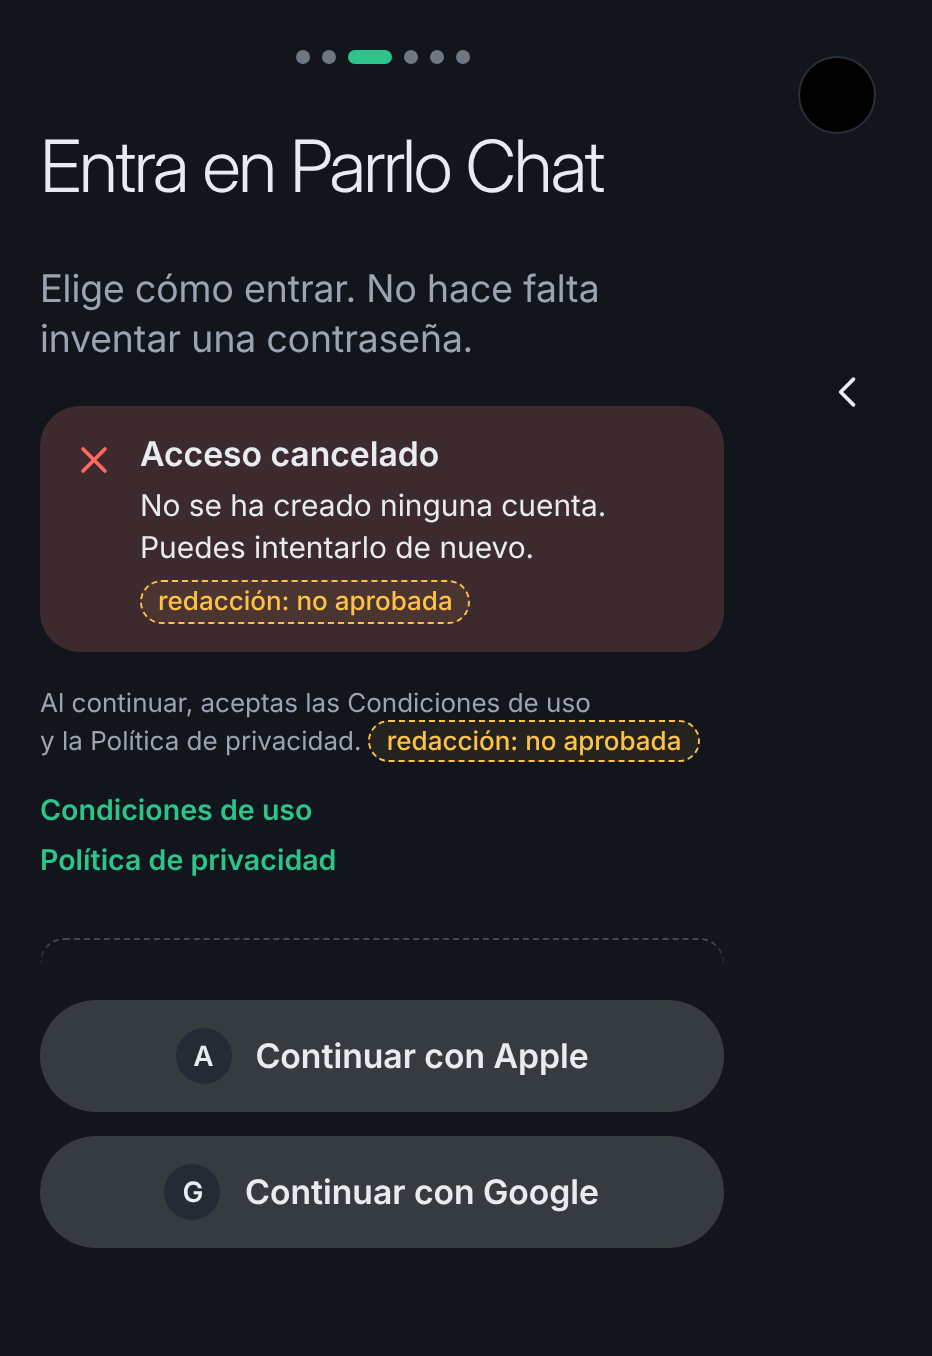 Entra en Parrlo Chat
Elige cómo entrar. No hace falta
inventar una contraseña.
Acceso cancelado
No se ha creado ninguna cuenta.
Puedes intentarlo de nuevo.
redacción: no aprobada
Al continuar, aceptas las Condiciones de uso
y la Política de privacidad. redacción: no aprobada
Condiciones de uso
Política de privacidad
A Continuar con Apple
G Continuar con Google